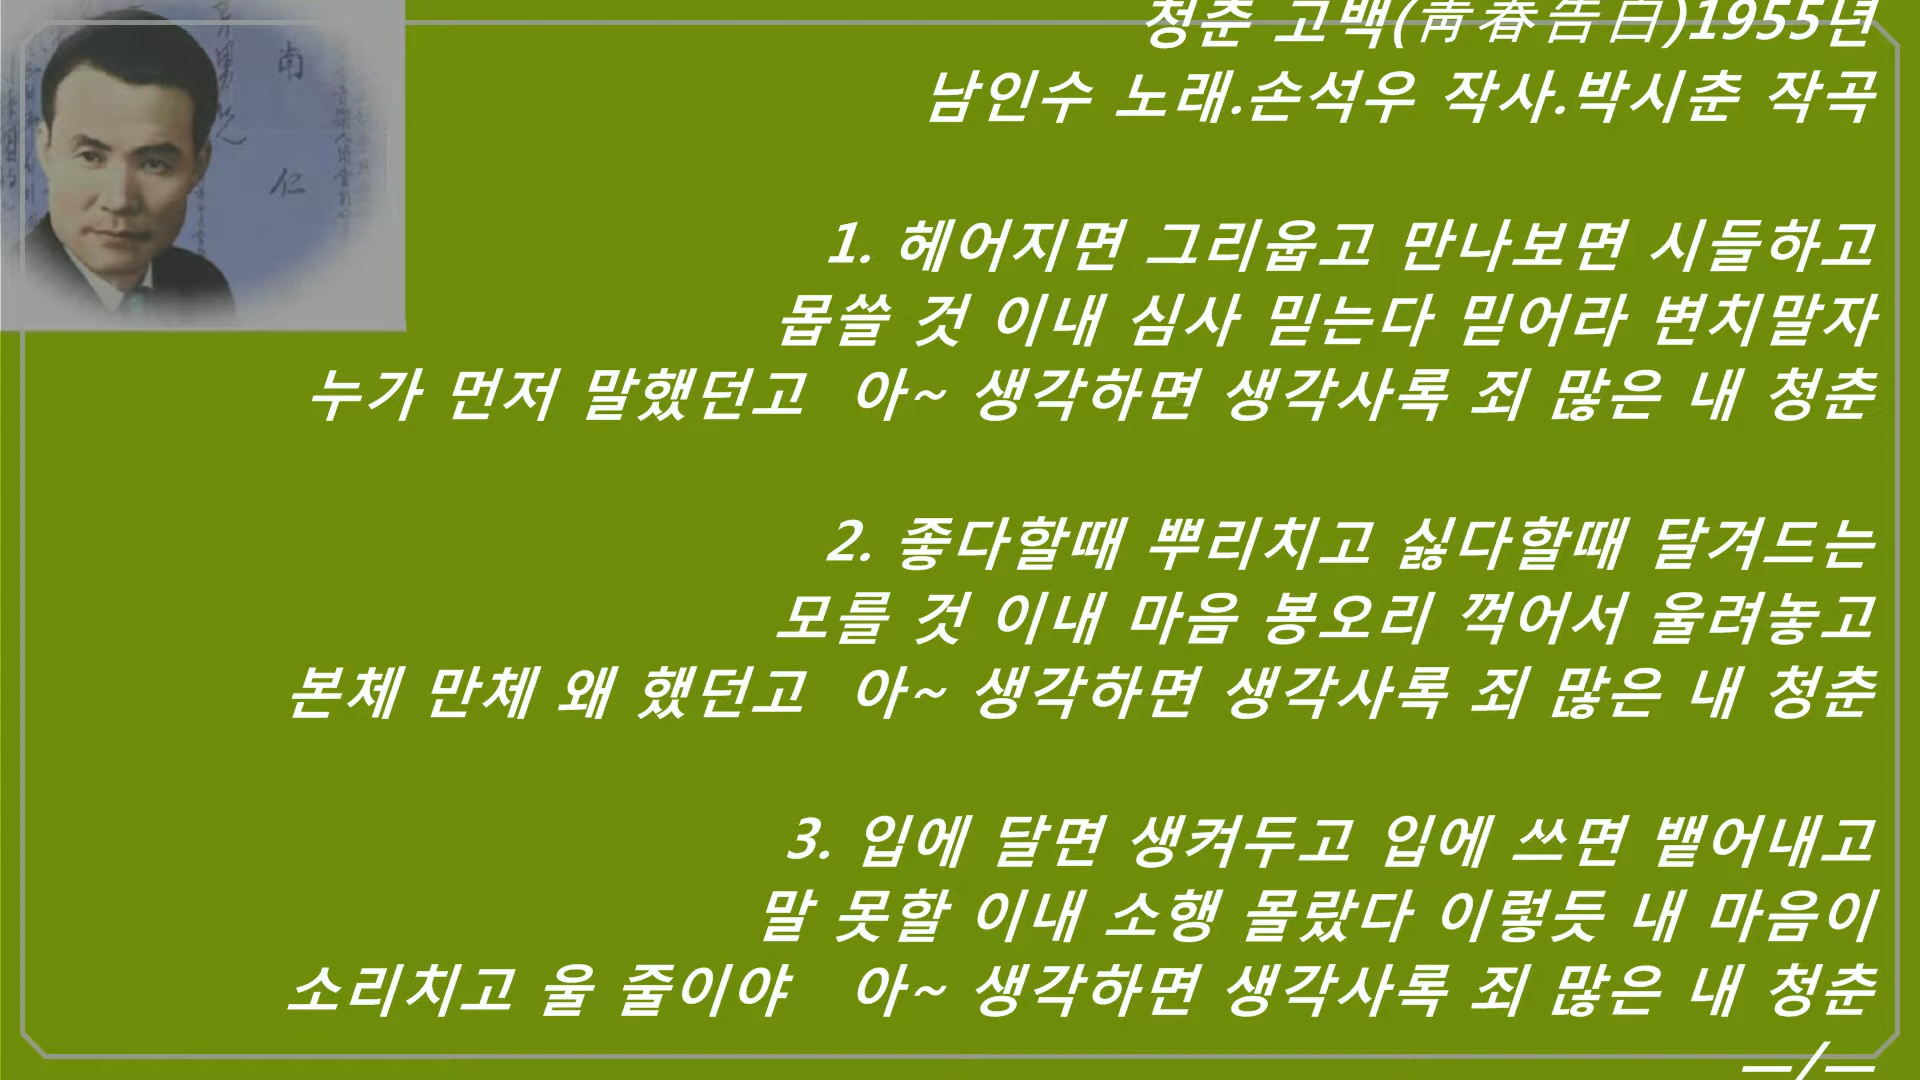 청춘 고백(靑春告白)1955년
남인수 노래.손석우 작사.박시춘 작곡
1. 헤어지면 그리웁고 만나보면 시들하고
몹쓸 것 이내 심사 믿는다 믿어라 변치말자
누가 먼저 말했던고 아~ 생각하면 생각사록 죄 많은 내 청춘
2. 좋다할때 뿌리치고 싫다할때 달겨드는
모를 것 이내 마음 봉오리 꺽어서 울려놓고
본체 만체 왜 했던고 아~ 생각하면 생각사록 죄 많은 내 청춘
3. 입에 달면 생켜두고 입에 쓰면 뱉어내고
말 못할 이내 소행 몰랐다 이렇듯 내 마음이
소리치고 울 줄이야 아~ 생각하면 생각사록 죄 많은 내 청춘
ㅡ/ㅡ
南
仁